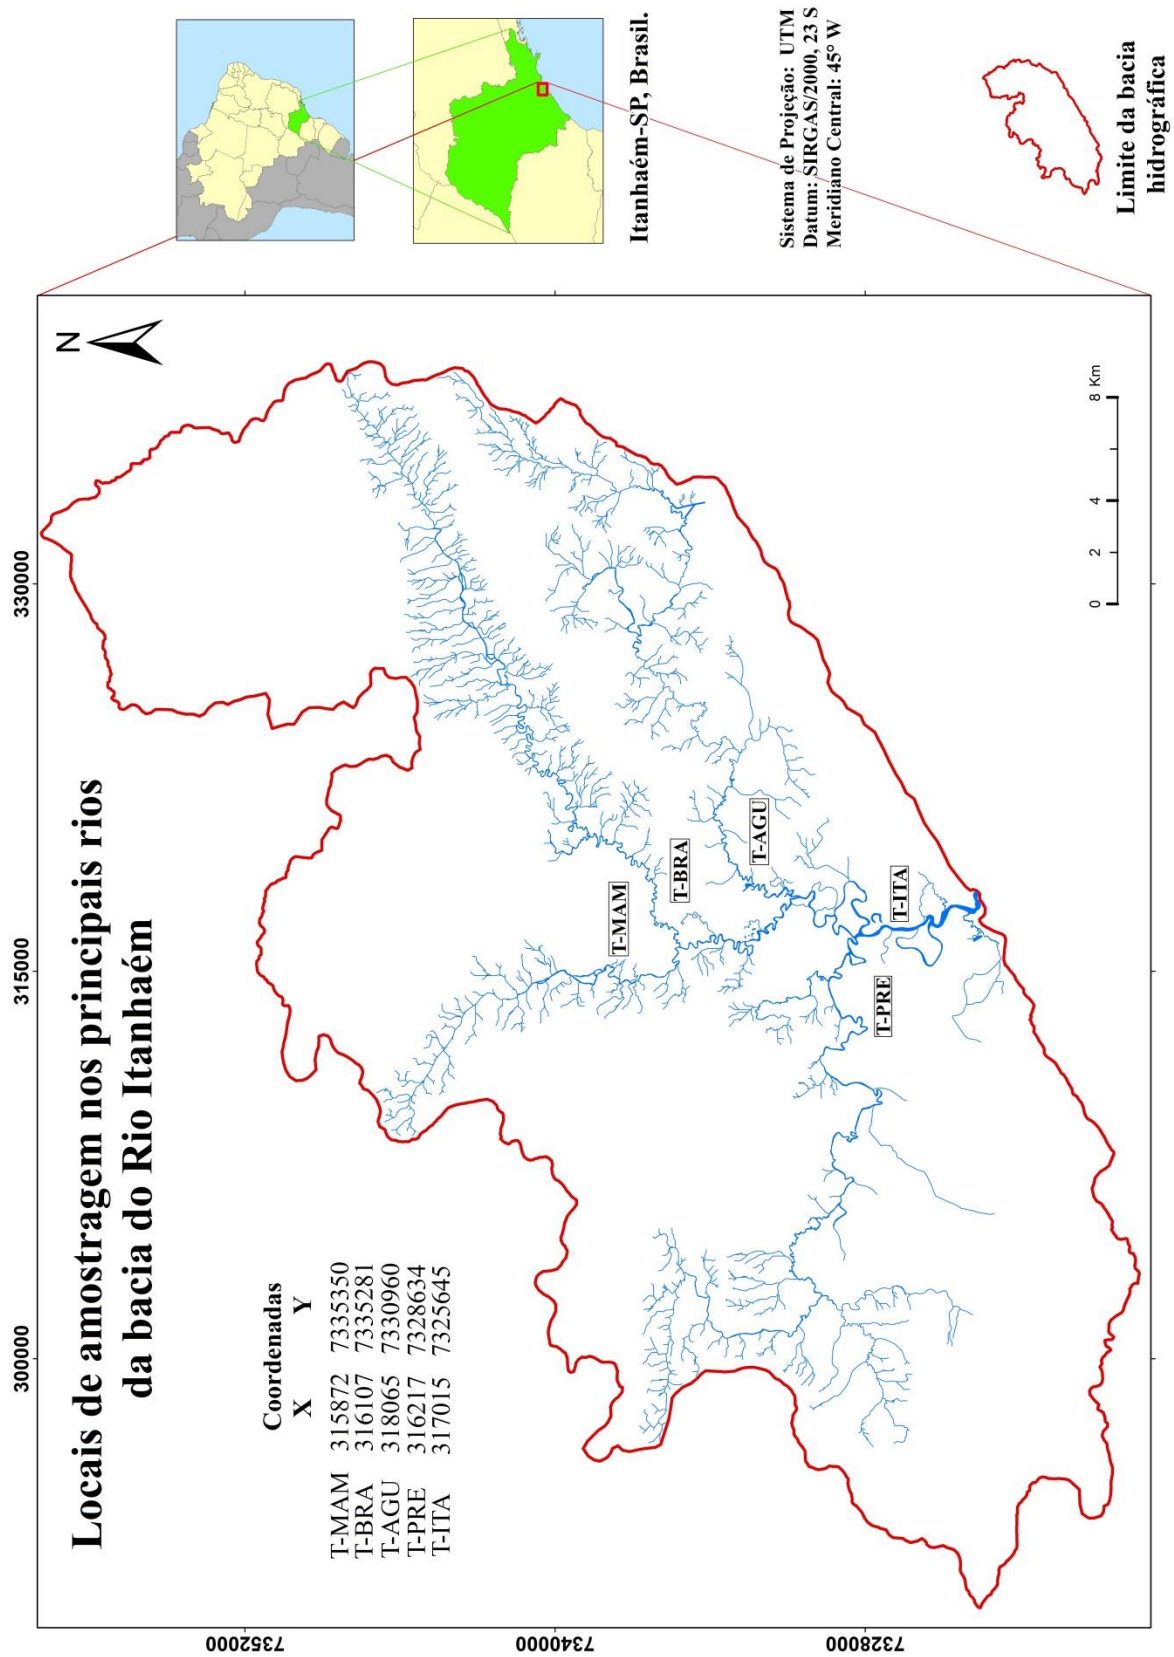 Locais de amostragem nos principais rios
da bacia do Rio Itanhaém
300000
315000
330000
N
Coordenadas
X Y
T-MAM 315872 7335350
T-BRA 316107 7335281
T-AGU 318065 7330960
T-PRE 316217 7328634
T-ITA 317015 7325645
7352000
7340000
7328000
T-MAM
T-BRA
T-AGU
T-PRE
T-ITA
0 2 4 8 Km
Itanhaém-SP, Brasil.
Sistema de Projeção: UTM
Datum: SIRGAS/2000, 23 S
Meridiano Central: 45° W
Limite da bacia
hidrográfica